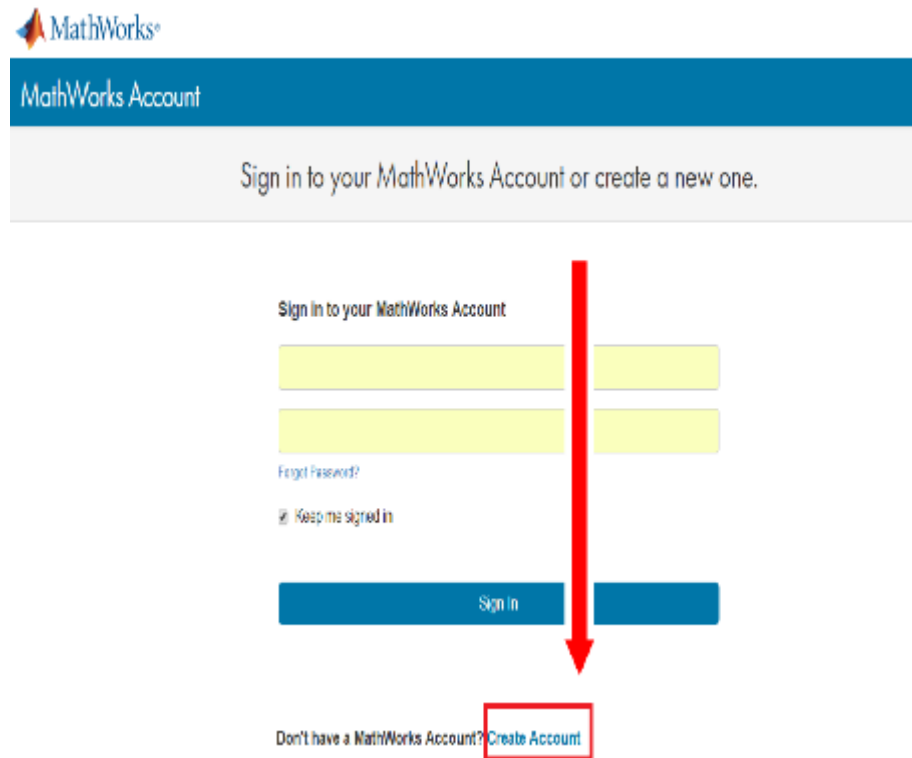 MathWorks®
MathWorks Account
Sign in to your MathWorks Account or create a new one.
Sign in to your MathWorks Account
Forgot Password?
Keep me signed in
Sign In
Don't have a MathWorks Account? Create Account